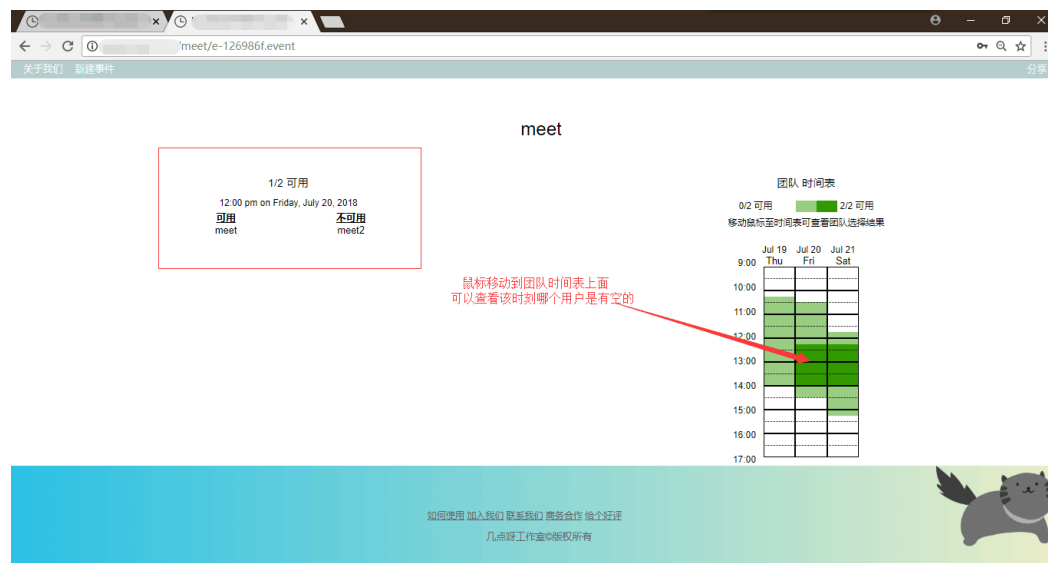 /meet/e-126986f.event
关于我们 新建事件
分享
meet
1/2 可用
12:00 pm on Friday, July 20, 2018
可用 不可用
meet meet2
团队 时间表
0/2 可用 2/2 可用
移动鼠标至时间表可查看团队选择结果
Jul 19 Jul 20 Jul 21
Thu Fri Sat
9:00
10:00
11:00
12:00
13:00
14:00
15:00
16:00
17:00
鼠标移动到团队时间表上面
可以查看该时刻哪个用户是有空的
如何使用 加入我们 联系我们 商务合作 给个好评
几点呀工作室©版权所有